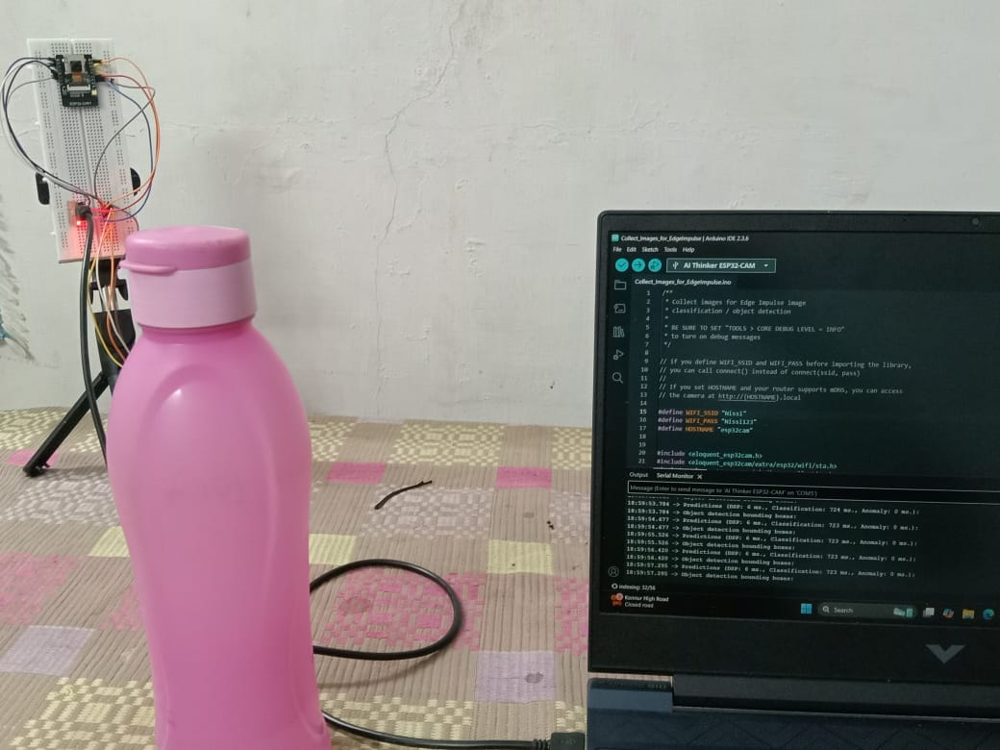 ESP32-CAM
Collect_Images_for_EdgeImpulse | Arduino IDE 2.3.6
File Edit Sketch Tools Help
AI Thinker ESP32-CAM
Collect_Images_for_EdgeImpulse.ino
1 /**
2 * Collect images for Edge Impulse image
3 * classification / object detection
4 *
5 * BE SURE TO SET "TOOLS > CORE DEBUG LEVEL = INFO"
6 * to turn on debug messages
7 */
8
9 // if you define WIFI_SSID and WIFI_PASS before importing the library,
10 // you can call connect() instead of connect(ssid, pass)
11 //
12 // If you set HOSTNAME and your router supports mDNS, you can access
13 // the camera at http://{HOSTNAME}.local
14
15 #define WIFI_SSID "Nissi"
16 #define WIFI_PASS "Nissi123"
17 #define HOSTNAME "esp32cam"
18
19
20 #include <eloquent_esp32cam.h>
21 #include <eloquent_esp32cam/extra/esp32/wifi/sta.h>
Output Serial Monitor ×
Message (Enter to send message to 'AI Thinker ESP32-CAM' on 'COM5')
18:59:53.784 -> Predictions (DSP: 6 ms., Classification: 724 ms., Anomaly: 0 ms.):
18:59:53.784 -> Object detection bounding boxes:
18:59:54.677 -> Predictions (DSP: 6 ms., Classification: 723 ms., Anomaly: 0 ms.):
18:59:54.677 -> Object detection bounding boxes:
18:59:55.526 -> Predictions (DSP: 6 ms., Classification: 723 ms., Anomaly: 0 ms.):
18:59:55.526 -> Object detection bounding boxes:
18:59:56.420 -> Predictions (DSP: 6 ms., Classification: 723 ms., Anomaly: 0 ms.):
18:59:56.420 -> Object detection bounding boxes:
18:59:57.295 -> Predictions (DSP: 6 ms., Classification: 723 ms., Anomaly: 0 ms.):
18:59:57.295 -> Object detection bounding boxes:
indexing: 32/56
Konnur High Road
Closed road
Search